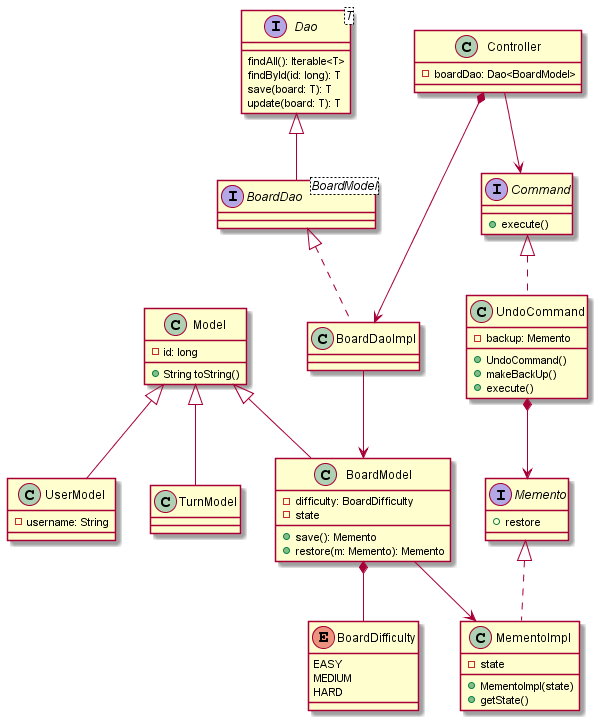 I Dao
T
findAll(): Iterable<T>
findById(id: long): T
save(board: T): T
update(board: T): T
C Controller
boardDao: Dao<BoardModel>
I BoardDao
BoardModel
I Command
execute()
C Model
id: long
String toString()
C BoardDaoImpl
C UndoCommand
backup: Memento
UndoCommand()
makeBackUp()
execute()
C UserModel
username: String
C TurnModel
C BoardModel
difficulty: BoardDifficulty
state
save(): Memento
restore(m: Memento): Memento
I Memento
restore
E BoardDifficulty
EASY
MEDIUM
HARD
C MementoImpl
state
MementoImpl(state)
getState()